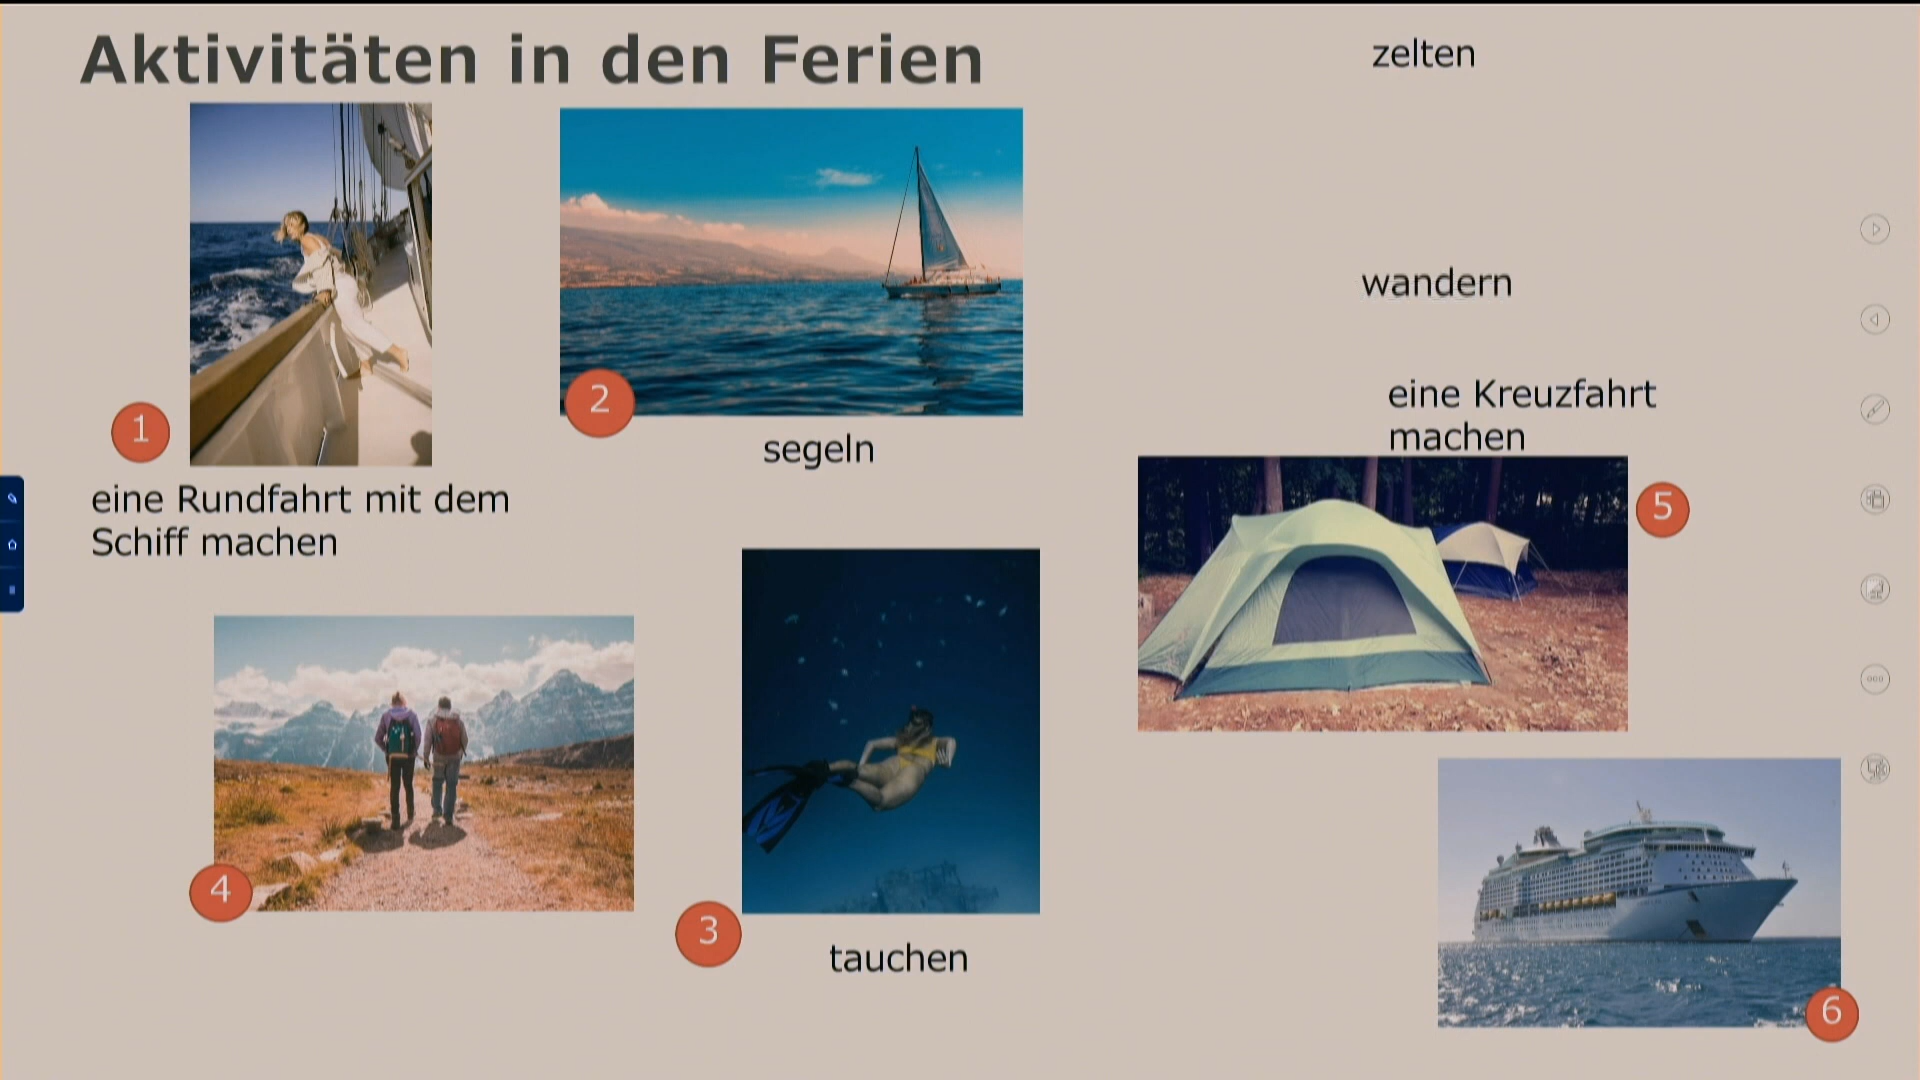 Aktivitäten in den Ferien
zelten
wandern
eine Kreuzfahrt
machen
1
2
segeln
eine Rundfahrt mit dem
Schiff machen
5
4
3
tauchen
6